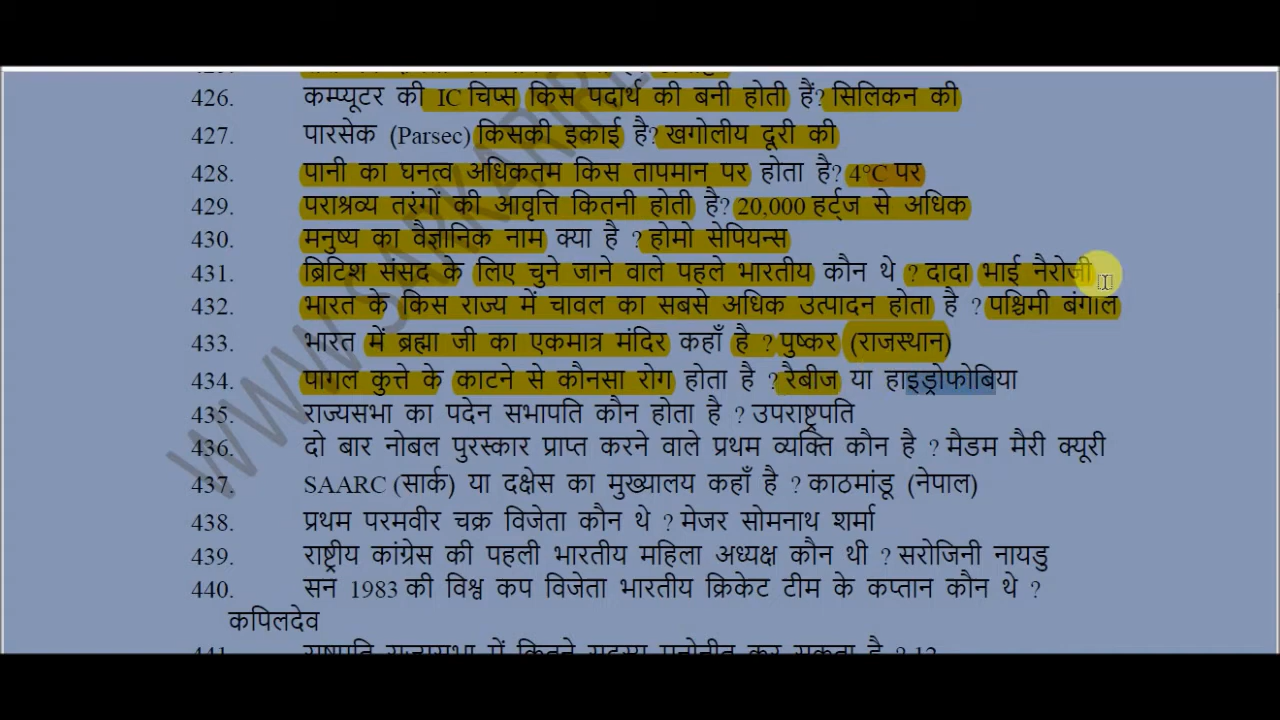 426. कम्प्यूटर की IC चिप्स किस पदार्थ की बनी होती हैं? सिलिकन की
427. पारसेक (Parsec) किसकी इकाई है? खगोलीय दूरी की
428. पानी का घनत्व अधिकतम किस तापमान पर होता है? 4°C पर
429. पराश्रव्य तरंगों की आवृत्ति कितनी होती है? 20,000 हर्ट्ज से अधिक
430. मनुष्य का वैज्ञानिक नाम क्या है ? होमो सेपियन्स
431. ब्रिटिश संसद के लिए चुने जाने वाले पहले भारतीय कौन थे ? दादा भाई नैरोजी
432. भारत के किस राज्य में चावल का सबसे अधिक उत्पादन होता है ? पश्चिमी बंगाल
433. भारत में ब्रह्मा जी का एकमात्र मंदिर कहाँ है ? पुष्कर (राजस्थान)
434. पागल कुत्ते के काटने से कौनसा रोग होता है ? रैबीज या हाइड्रोफोबिया
435. राज्यसभा का पदेन सभापति कौन होता है ? उपराष्ट्रपति
436. दो बार नोबल पुरस्कार प्राप्त करने वाले प्रथम व्यक्ति कौन है ? मैडम मैरी क्यूरी
437. SAARC (सार्क) या दक्षेस का मुख्यालय कहाँ है ? काठमांडू (नेपाल)
438. प्रथम परमवीर चक्र विजेता कौन थे ? मेजर सोमनाथ शर्मा
439. राष्ट्रीय कांग्रेस की पहली भारतीय महिला अध्यक्ष कौन थी ? सरोजिनी नायडु
440. सन 1983 की विश्व कप विजेता भारतीय क्रिकेट टीम के कप्तान कौन थे ?
कपिलदेव